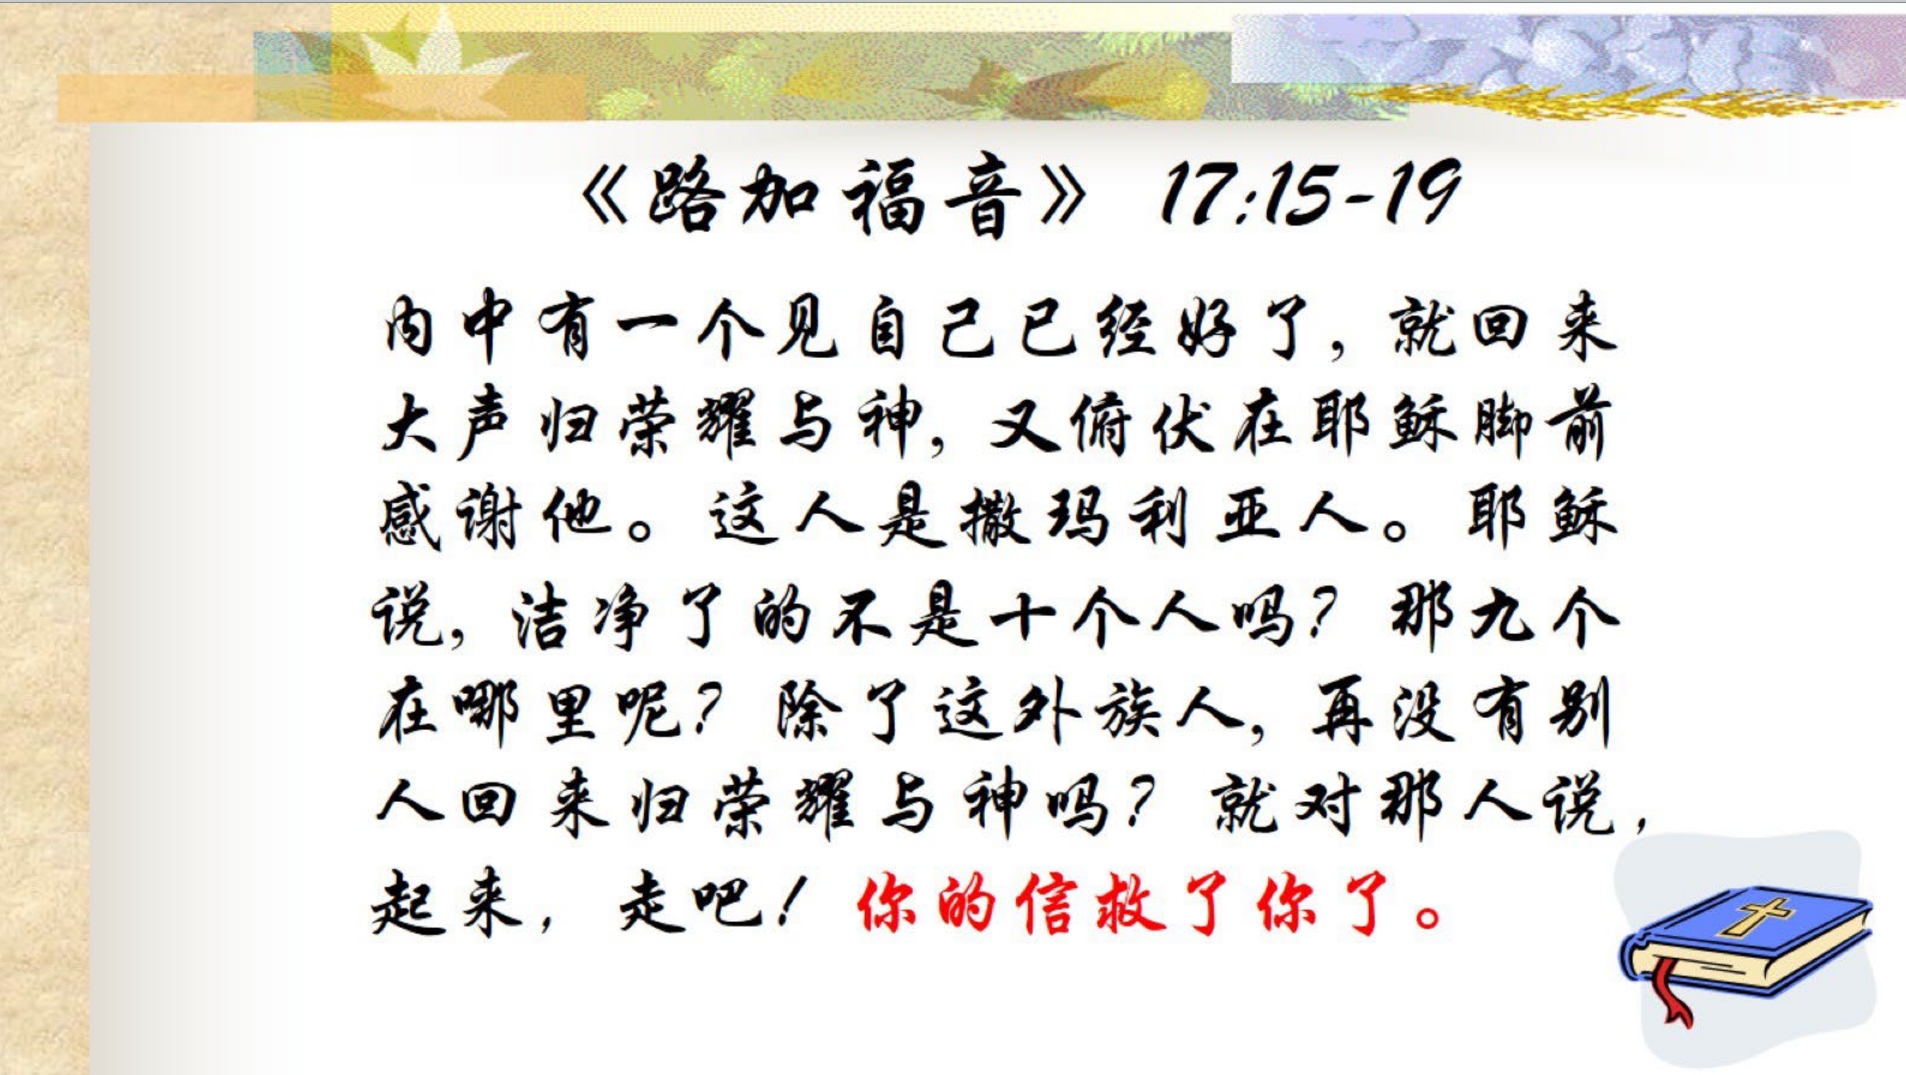 《路加福音》 17:15-19
内中有一个见自己已经好了，就回来
大声归荣耀与神，又俯伏在耶稣脚前
感谢他。这人是撒玛利亚人。耶稣
说，洁净了的不是十个人吗？那九个
在哪里呢？除了这外族人，再没有别
人回来归荣耀与神吗？就对那人说，
起来，走吧！你的信救了你了。